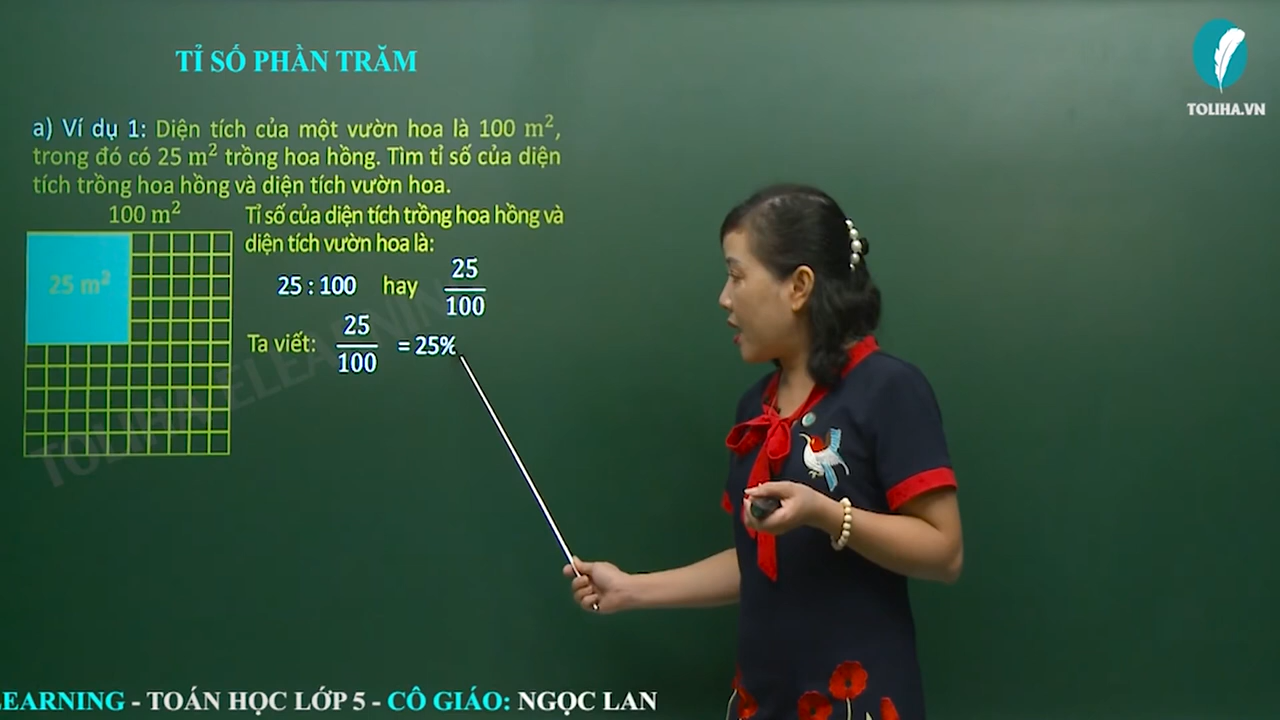 TỈ SỐ PHẦN TRĂM
TOLIHA.VN
a) Ví dụ 1: Diện tích của một vườn hoa là 100 m²,
trong đó có 25 m² trồng hoa hồng. Tìm tỉ số của diện
tích trồng hoa hồng và diện tích vườn hoa.
100 m²
25 m²
Tỉ số của diện tích trồng hoa hồng và
diện tích vườn hoa là:
25 : 100 hay 25/100
Ta viết: 25/100 = 25%
TOLIHA ELEARNIN
EARNING - TOÁN HỌC LỚP 5 - CÔ GIÁO: NGỌC LAN